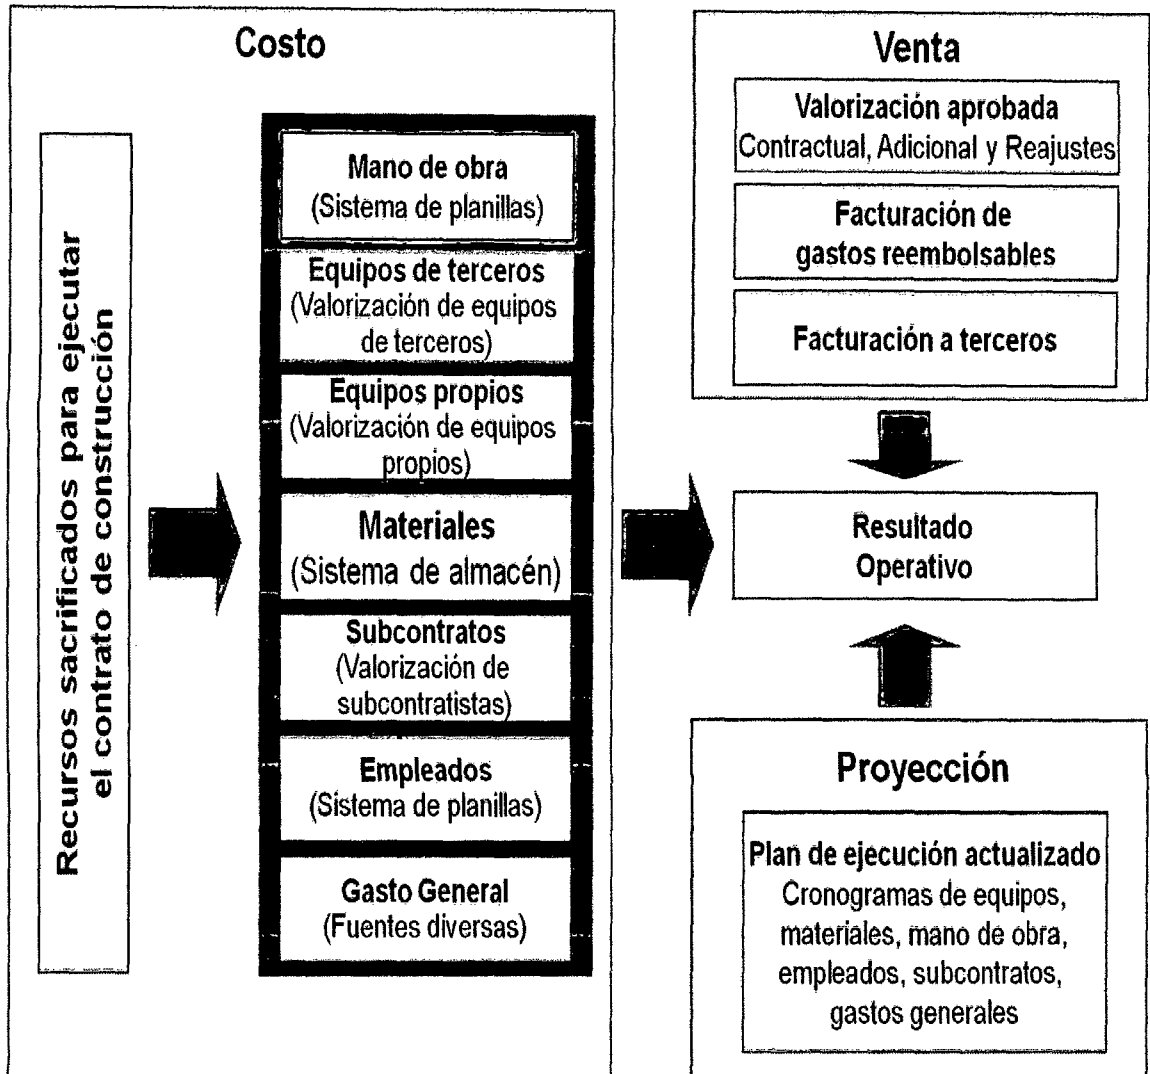 Costo
Recursos sacrificados para ejecutar
el contrato de construcción
Mano de obra
(Sistema de planillas)
Equipos de terceros
(Valorización de equipos
de terceros)
Equipos propios
(Valorización de equipos
propios)
Materiales
(Sistema de almacén)
Subcontratos
(Valorización de
subcontratistas)
Empleados
(Sistema de planillas)
Gasto General
(Fuentes diversas)
Venta
Valorización aprobada
Contractual, Adicional y Reajustes
Facturación de
gastos reembolsables
Facturación a terceros
Resultado
Operativo
Proyección
Plan de ejecución actualizado
Cronogramas de equipos,
materiales, mano de obra,
empleados, subcontratos,
gastos generales